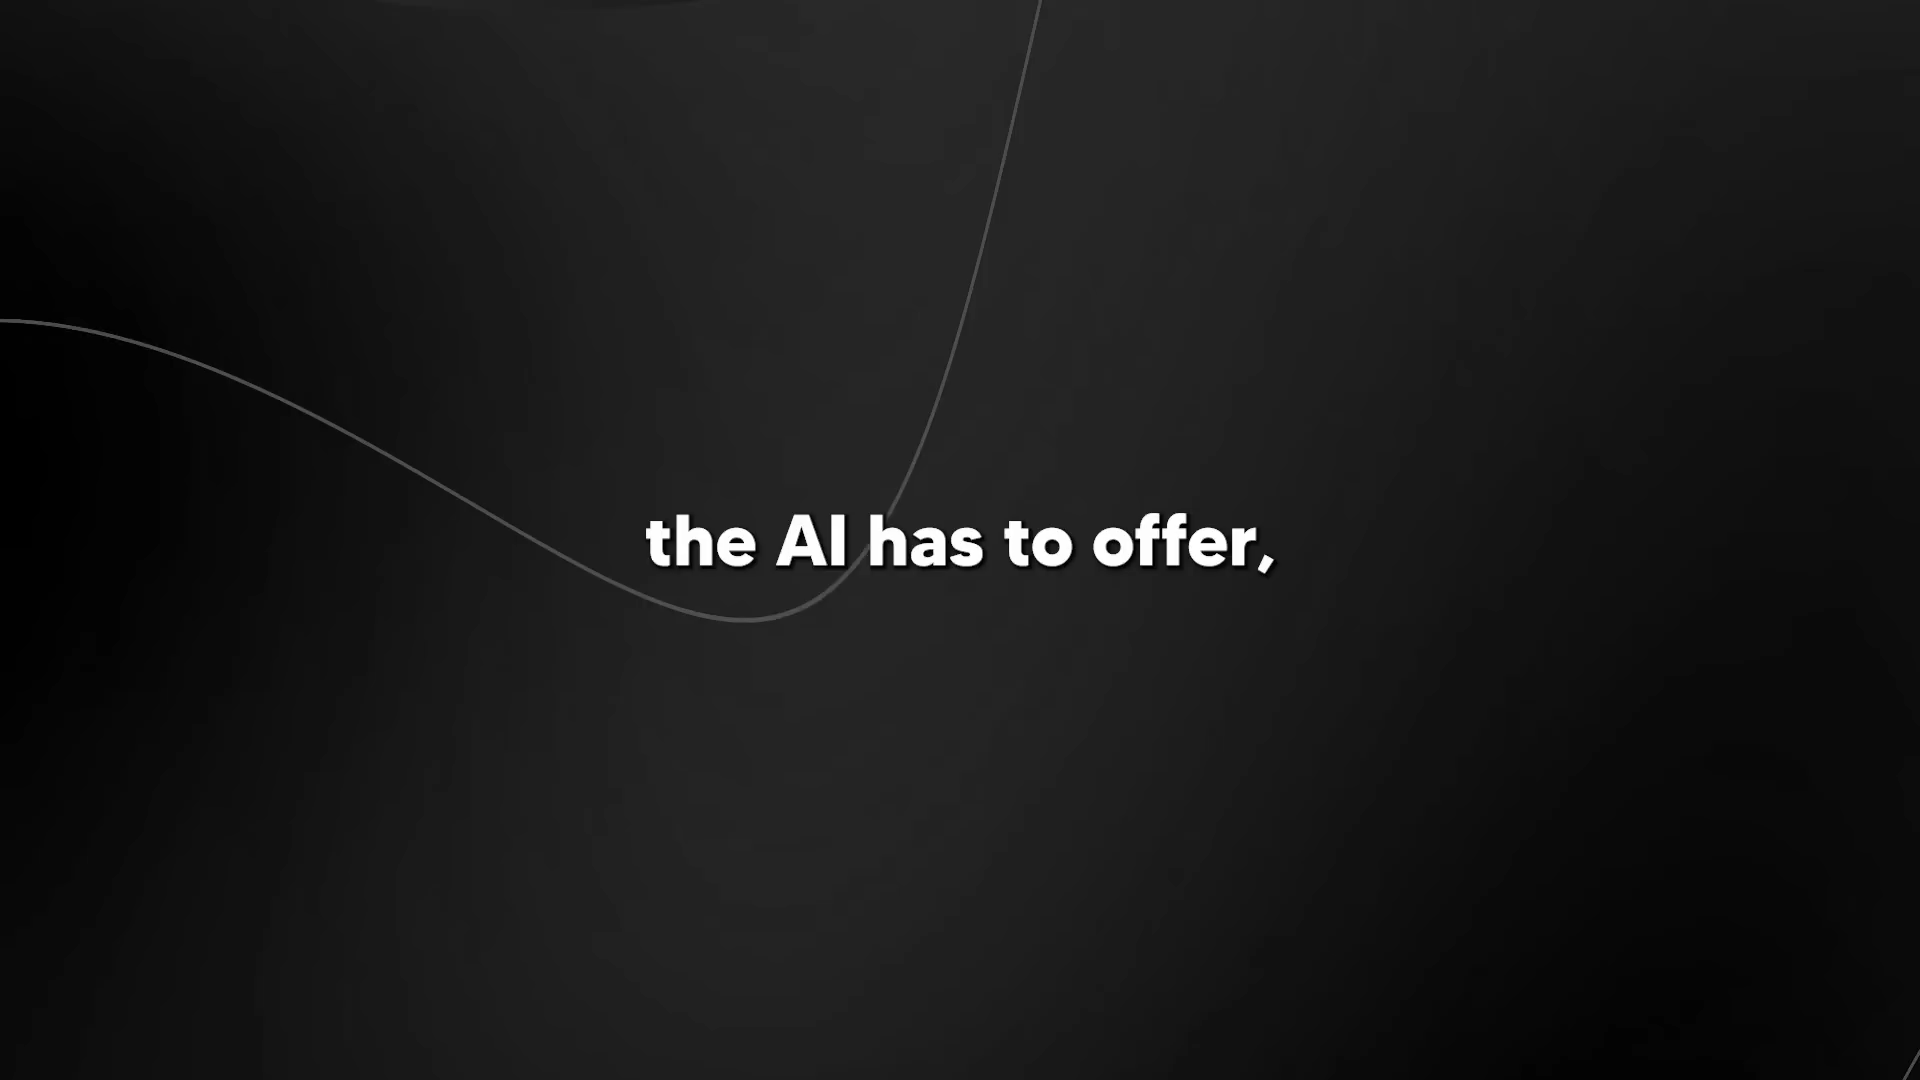 the AI has to offer,